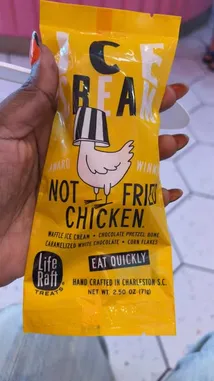 ICE
CREAM
AWARD WINN
NOT FRIED
CHICKEN
WAFFLE ICE CREAM • CHOCOLATE PRETZEL BONE
CARAMELIZED WHITE CHOCOLATE • CORN FLAKES
Life
Raft
TREATS
EAT QUICKLY
HAND CRAFTED IN CHARLESTON S.C.
NET WT. 2.50 OZ (71g)